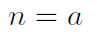 n = a